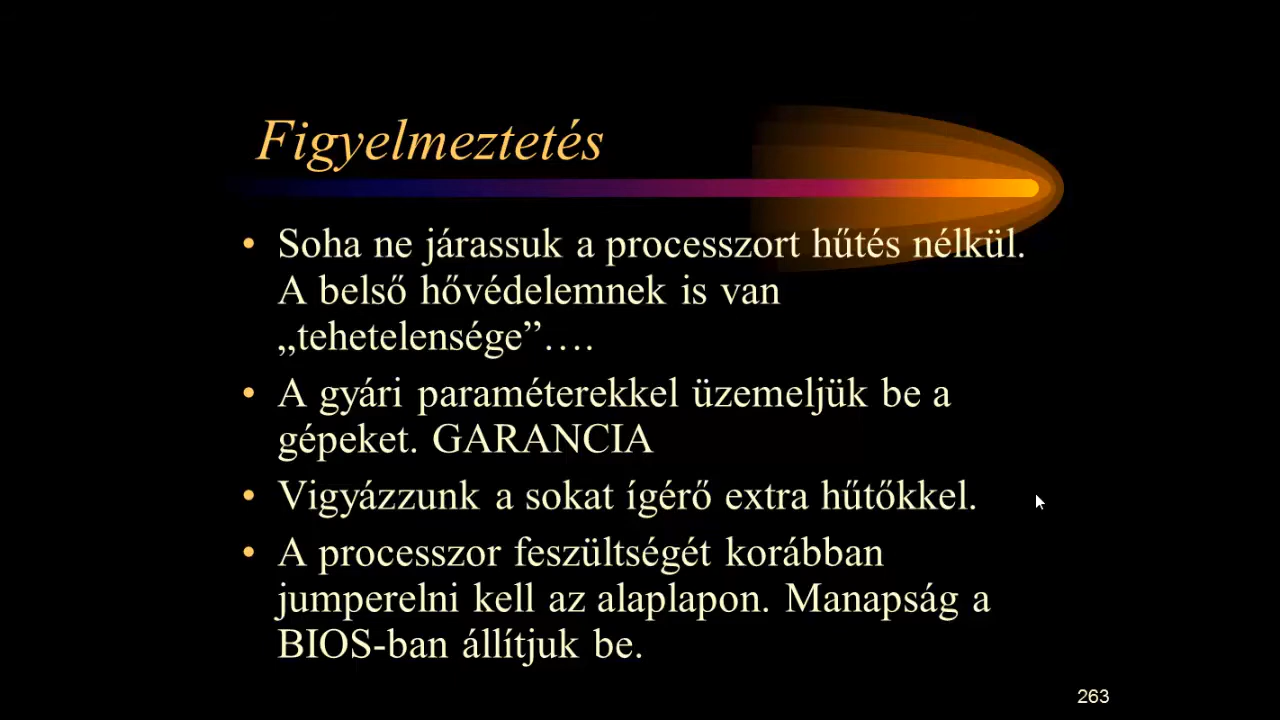 Figyelmeztetés
• Soha ne járassuk a processzort hűtés nélkül.
A belső hővédelemnek is van
„tehetelensége”….
• A gyári paraméterekkel üzemeljük be a
gépeket. GARANCIA
• Vigyázzunk a sokat ígérő extra hűtőkkel.
• A processzor feszültségét korábban
jumperelni kell az alaplapon. Manapság a
BIOS-ban állítjuk be.
263